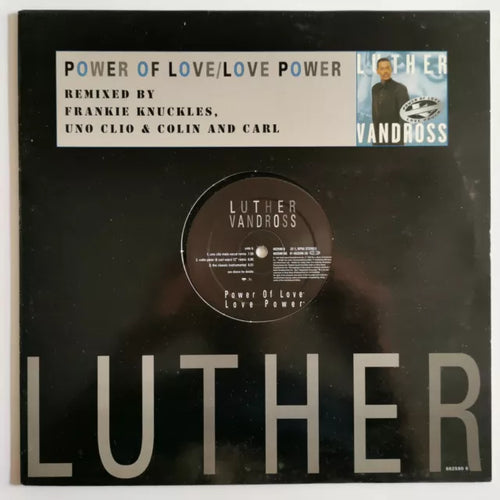 POWER OF LOVE/LOVE POWER
REMIXED BY
FRANKIE KNUCKLES,
UNO CLIO & COLIN AND CARL
LUTHER
VANDROSS
LUTHER
VANDROSS
Power Of Love
Love Power
LUTHER